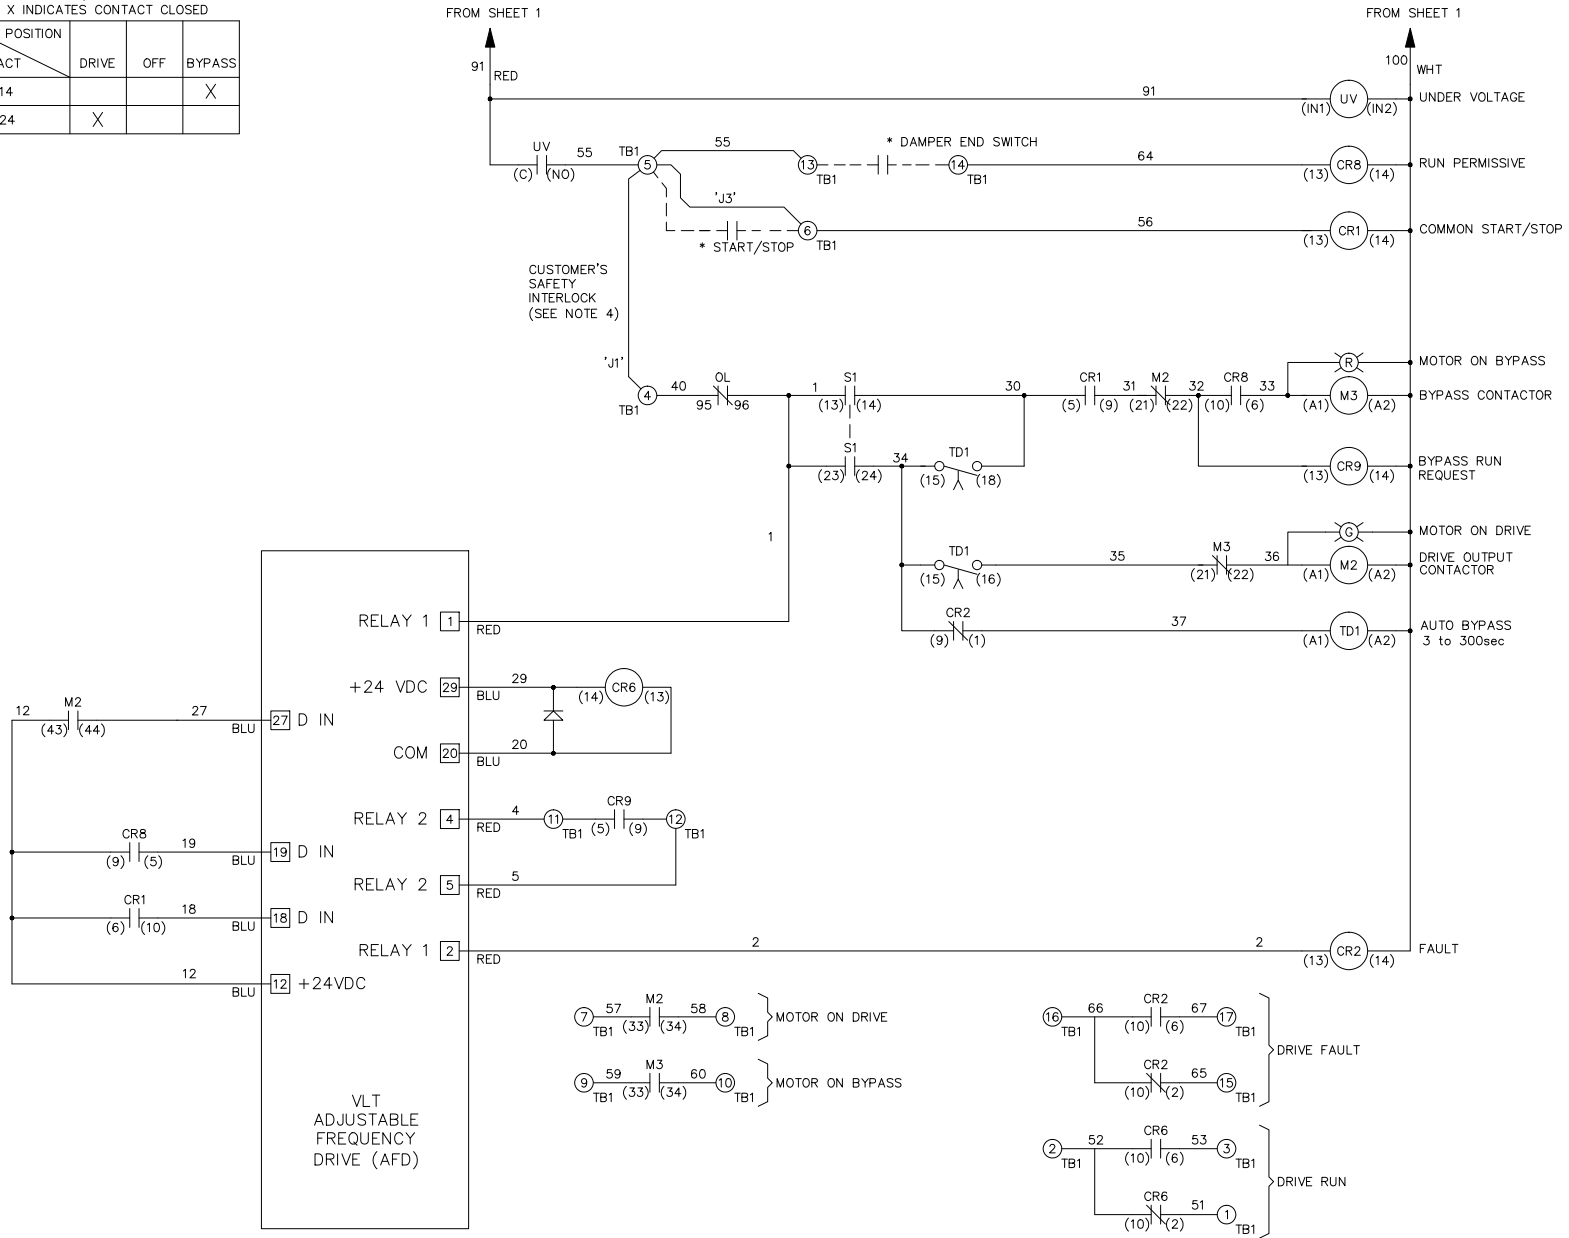 X INDICATES CONTACT CLOSED
POSITION
ACT DRIVE OFF BYPASS
14 X
24 X
FROM SHEET 1
FROM SHEET 1
91 RED
100 WHT
91
(IN1) UV (IN2) UNDER VOLTAGE
UV
(C) (NO)
55
TB1
5
55
13
TB1
* DAMPER END SWITCH
14
TB1
64
(13) CR8 (14) RUN PERMISSIVE
'J3'
* START/STOP
6
TB1
56
(13) CR1 (14) COMMON START/STOP
CUSTOMER'S
SAFETY
INTERLOCK
(SEE NOTE 4)
'J1'
4
TB1
40
OL
95 96
1
S1
(13) (14)
30
CR1
(5) (9)
31
M2
(21) (22)
32
CR8
(10) (6)
33
R MOTOR ON BYPASS
(A1) M3 (A2) BYPASS CONTACTOR
S1
(23) (24)
34
TD1
(15) (18)
(13) CR9 (14)
BYPASS RUN
REQUEST
1
TD1
(15) (16)
35
M3
(21) (22)
36
G MOTOR ON DRIVE
(A1) M2 (A2)
DRIVE OUTPUT
CONTACTOR
CR2
(9) (1)
37
(A1) TD1 (A2)
AUTO BYPASS
3 to 300sec
RELAY 1 1 RED
+24 VDC 29 BLU
29
(14) CR6 (13)
12
M2
(43) (44)
27
BLU
27 D IN
COM 20 BLU
20
RELAY 2 4 RED
4
11
TB1
CR9
(5) (9)
12
TB1
CR8
(9) (5)
19
BLU
19 D IN
RELAY 2 5 RED
5
CR1
(6) (10)
18
BLU
18 D IN
RELAY 1 2 RED
2
2
(13) CR2 (14) FAULT
12
BLU
12 +24VDC
7
TB1
57
M2
(33) (34)
58
8
TB1
MOTOR ON DRIVE
9
TB1
59
M3
(33) (34)
60
10
TB1
MOTOR ON BYPASS
16
TB1
66
CR2
(10) (6)
67
17
TB1
CR2
(10) (2)
65
15
TB1
DRIVE FAULT
2
TB1
52
CR6
(10) (6)
53
3
TB1
CR6
(10) (2)
51
1
TB1
DRIVE RUN
VLT
ADJUSTABLE
FREQUENCY
DRIVE (AFD)